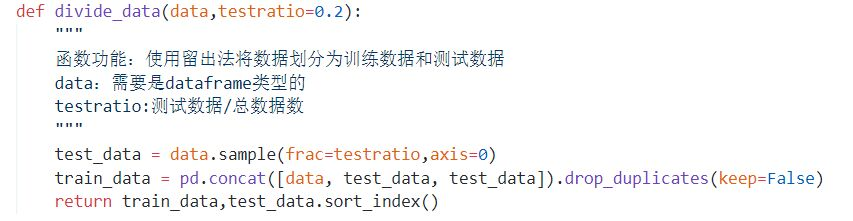 def divide_data(data,testratio=0.2):
    """
    函数功能：使用留出法将数据划分为训练数据和测试数据
    data：需要是dataframe类型的
    testratio:测试数据/总数据数
    """
    test_data = data.sample(frac=testratio,axis=0)
    train_data = pd.concat([data, test_data, test_data]).drop_duplicates(keep=False)
    return train_data,test_data.sort_index()